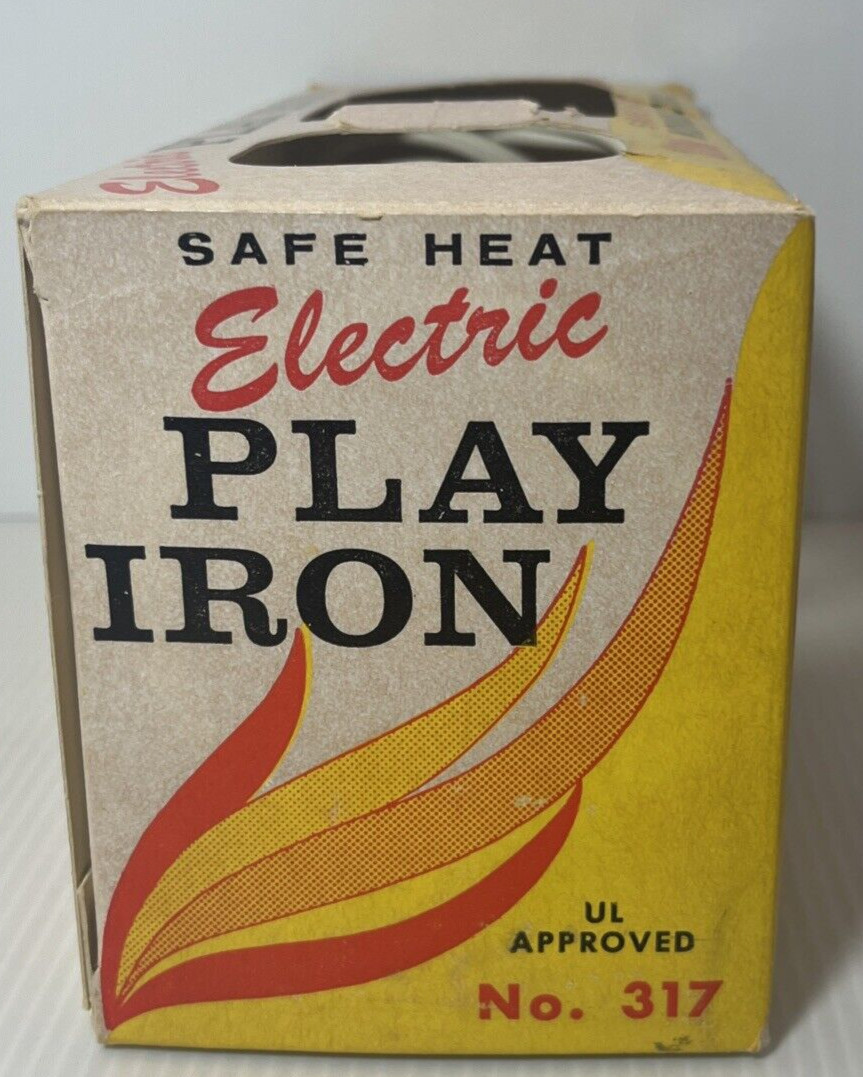 SAFE HEAT
Electric
PLAY
IRON
UL
APPROVED
No. 317